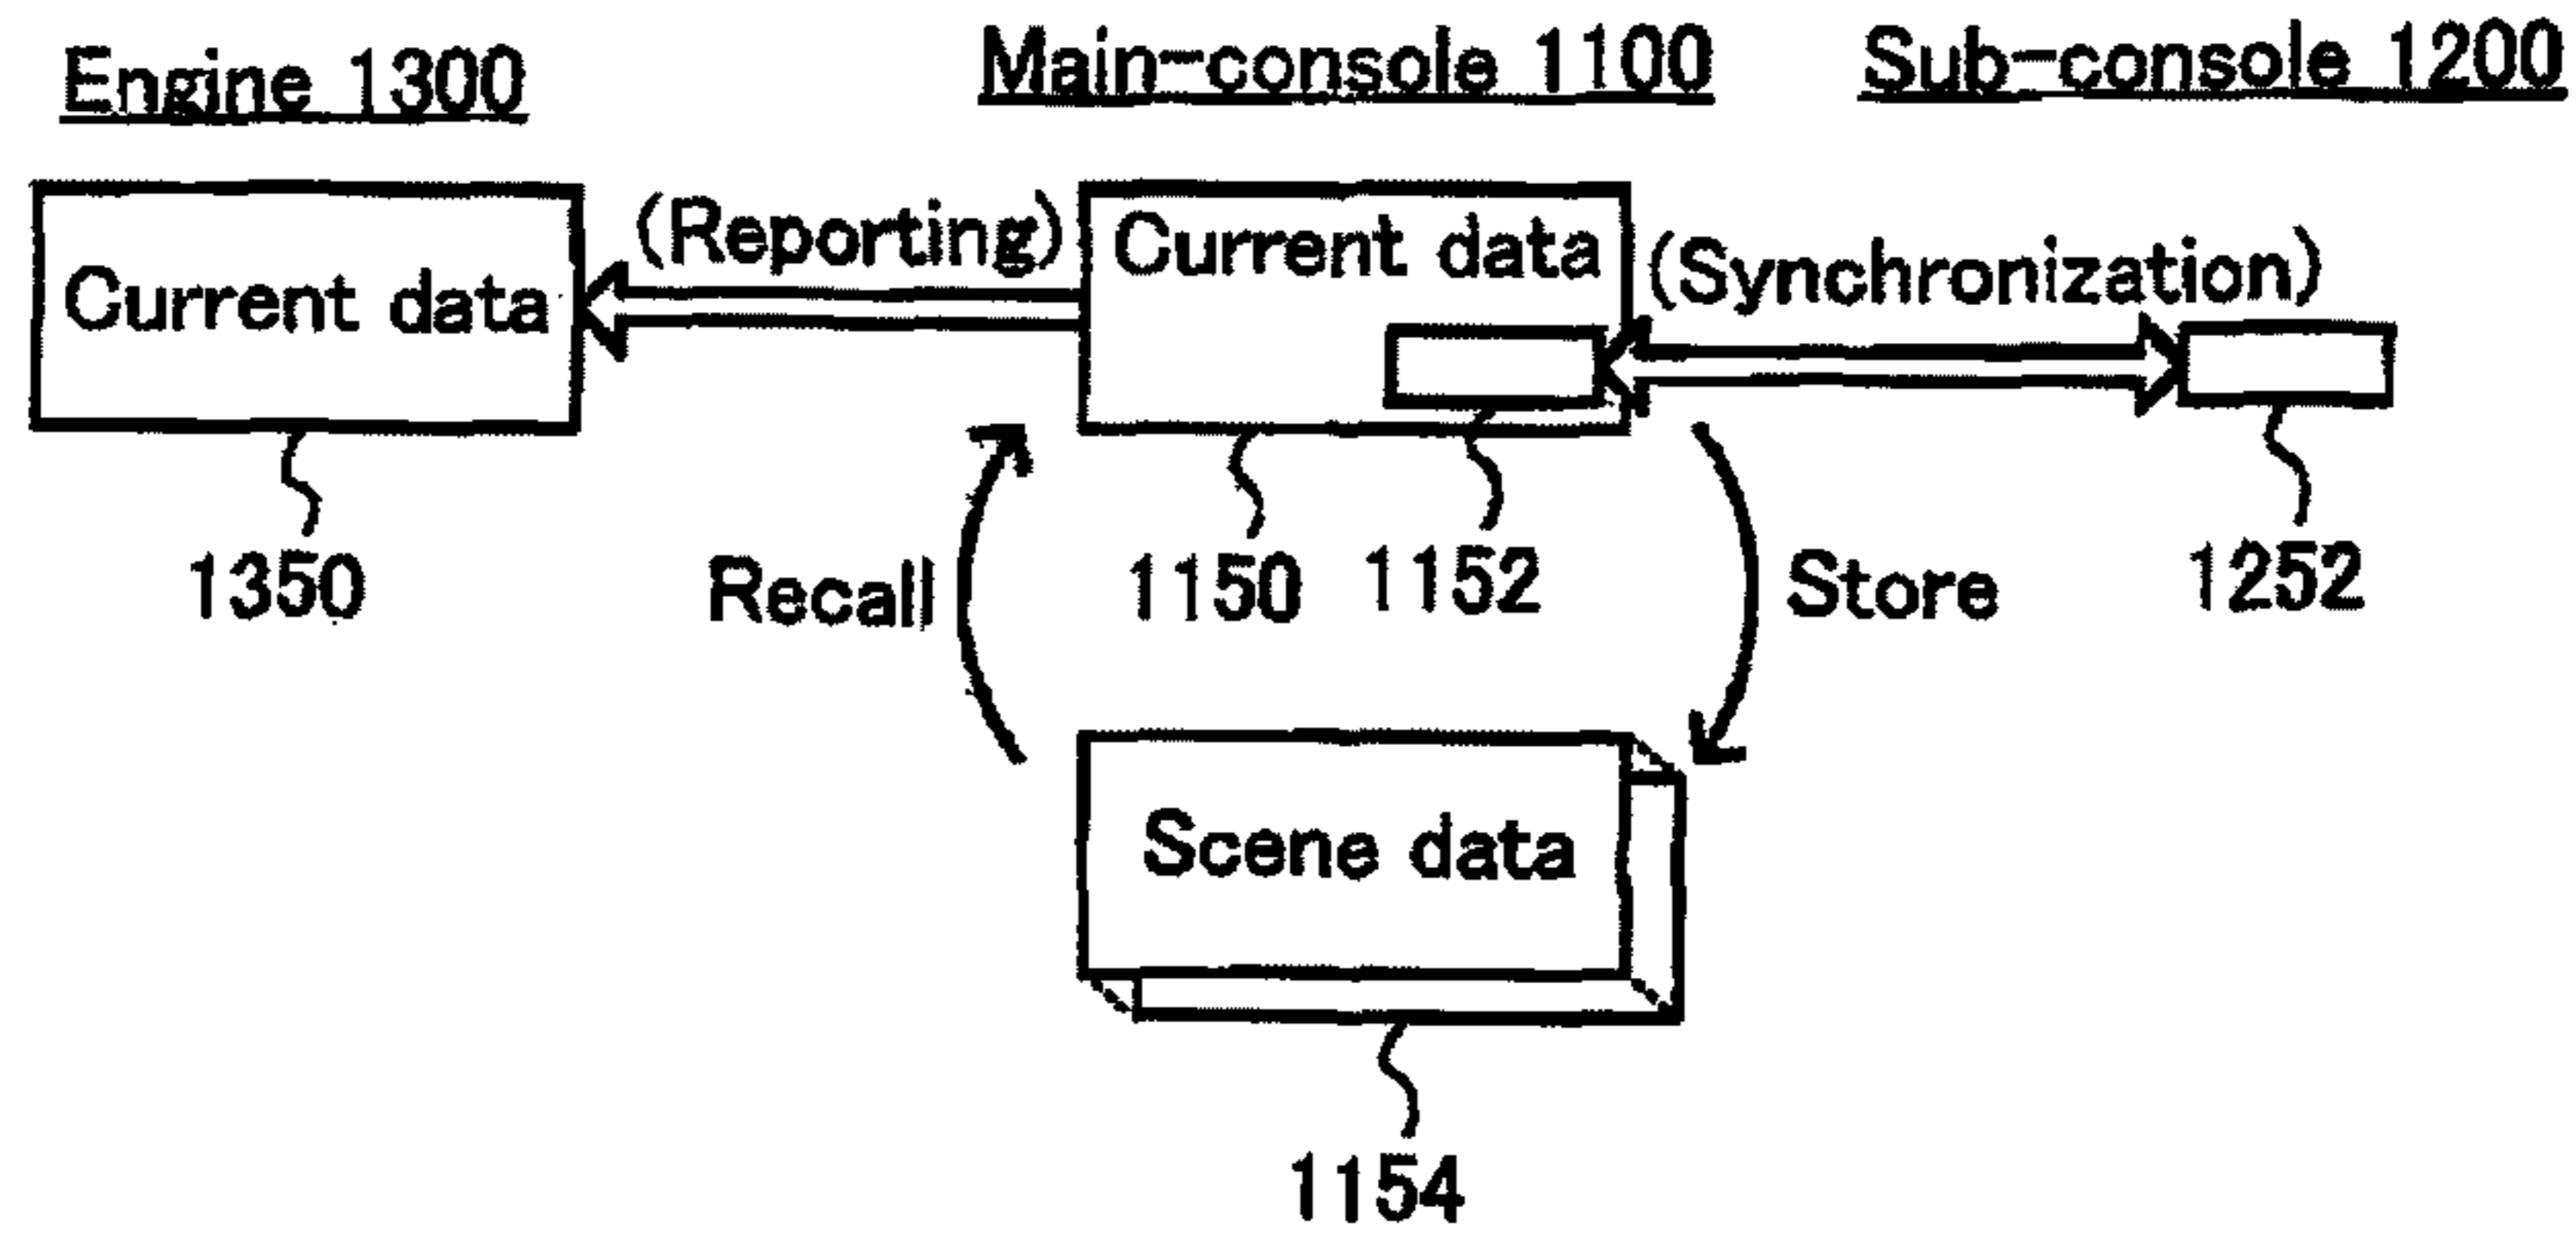 Engine 1300
Main-console 1100
Sub-console 1200
Current data
(Reporting)
Current data
(Synchronization)
1350
Recall
1150
1152
Store
1252
Scene data
1154